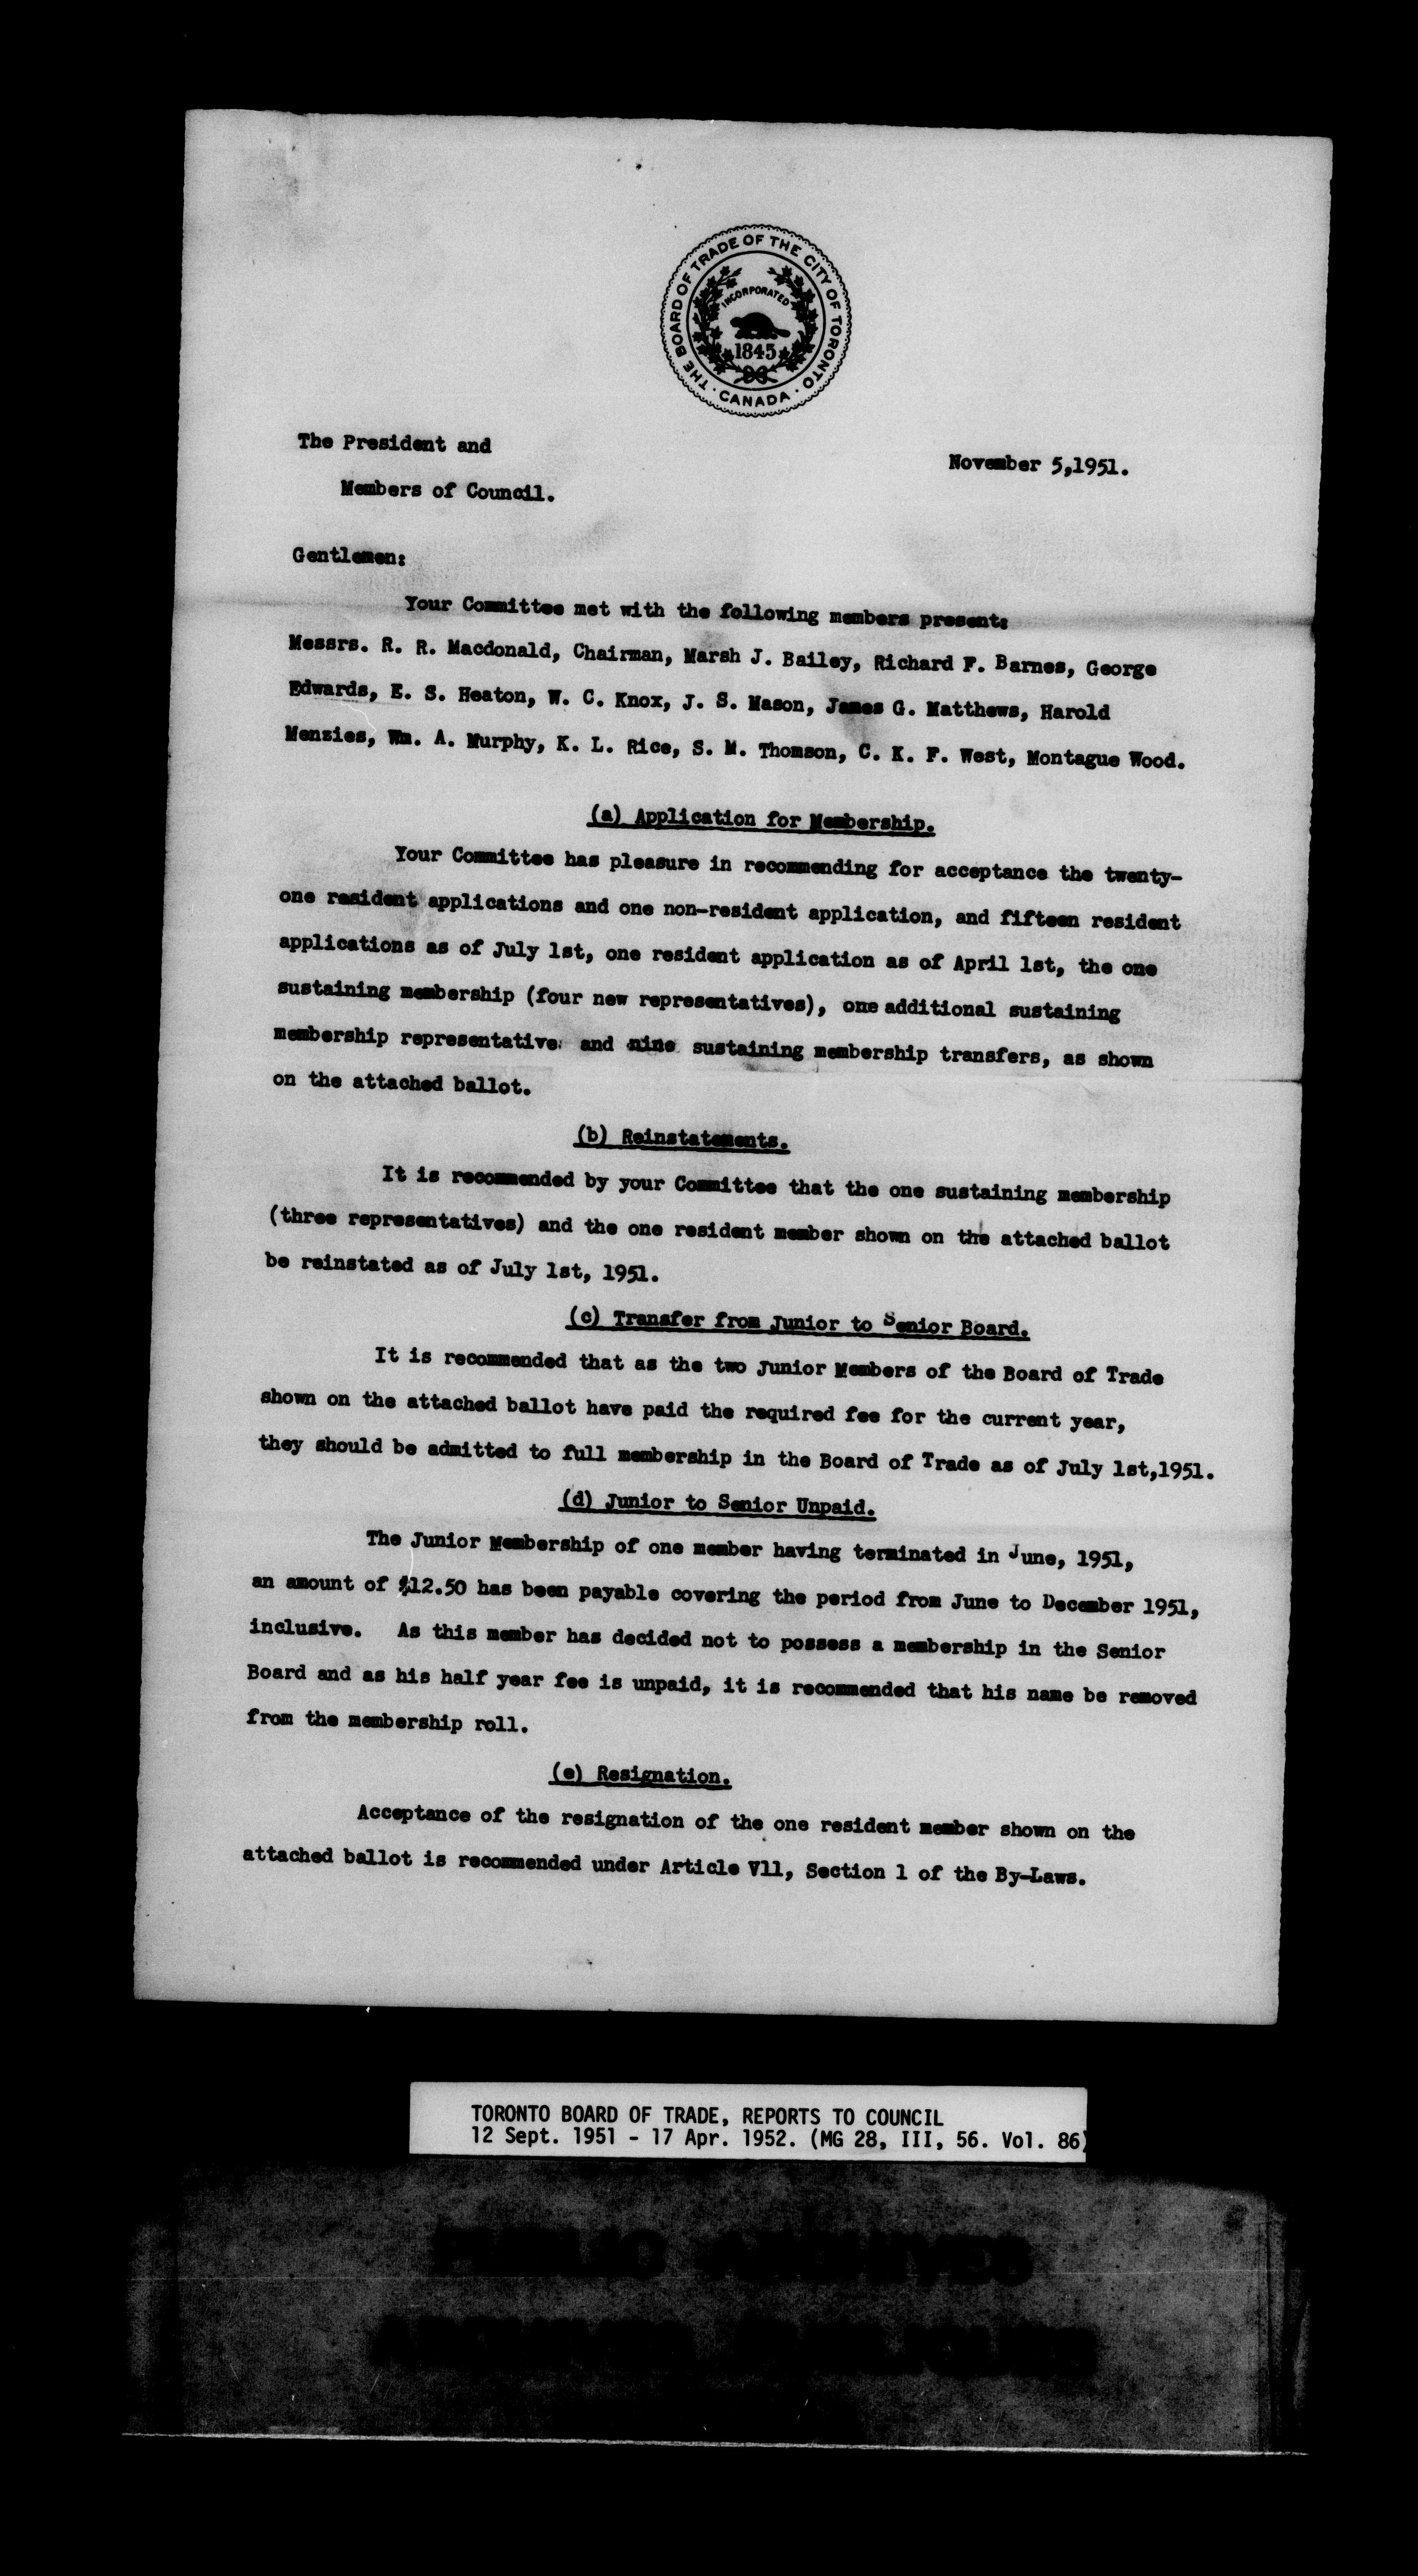 THE BOARD OF TRADE OF THE CITY OF TORONTO
INCORPORATED
1845
CANADA
The President and
November 5,1951.
Members of Council.
Gentlemen:
Your Committee met with the following members present:
Messrs. R. R. Macdonald, Chairman, Marsh J. Bailey, Richard F. Barnes, George
Edwards, E. S. Heaton, W. C. Knox, J. S. Mason, James G. Matthews, Harold
Menzies, Wm. A. Murphy, K. L. Rice, S. M. Thomson, C. K. F. West, Montague Wood.
(a) Application for Membership.
Your Committee has pleasure in recommending for acceptance the twenty-
one resident applications and one non-resident application, and fifteen resident
applications as of July 1st, one resident application as of April 1st, the one
sustaining membership (four new representatives), one additional sustaining
membership representative and nine sustaining membership transfers, as shown
on the attached ballot.
(b) Reinstatements.
It is recommended by your Committee that the one sustaining membership
(three representatives) and the one resident member shown on the attached ballot
be reinstated as of July 1st, 1951.
(c) Transfer from Junior to Senior Board.
It is recommended that as the two Junior Members of the Board of Trade
shown on the attached ballot have paid the required fee for the current year,
they should be admitted to full membership in the Board of Trade as of July 1st,1951.
(d) Junior to Senior Unpaid.
The Junior Membership of one member having terminated in June, 1951,
an amount of $12.50 has been payable covering the period from June to December 1951,
inclusive. As this member has decided not to possess a membership in the Senior
Board and as his half year fee is unpaid, it is recommended that his name be removed
from the membership roll.
(e) Resignation.
Acceptance of the resignation of the one resident member shown on the
attached ballot is recommended under Article V11, Section 1 of the By-Laws.
TORONTO BOARD OF TRADE, REPORTS TO COUNCIL
12 Sept. 1951 - 17 Apr. 1952. (MG 28, III, 56. Vol. 86)
PUBLIC ARCHIVES
ARCHIVES PUBLIQUES